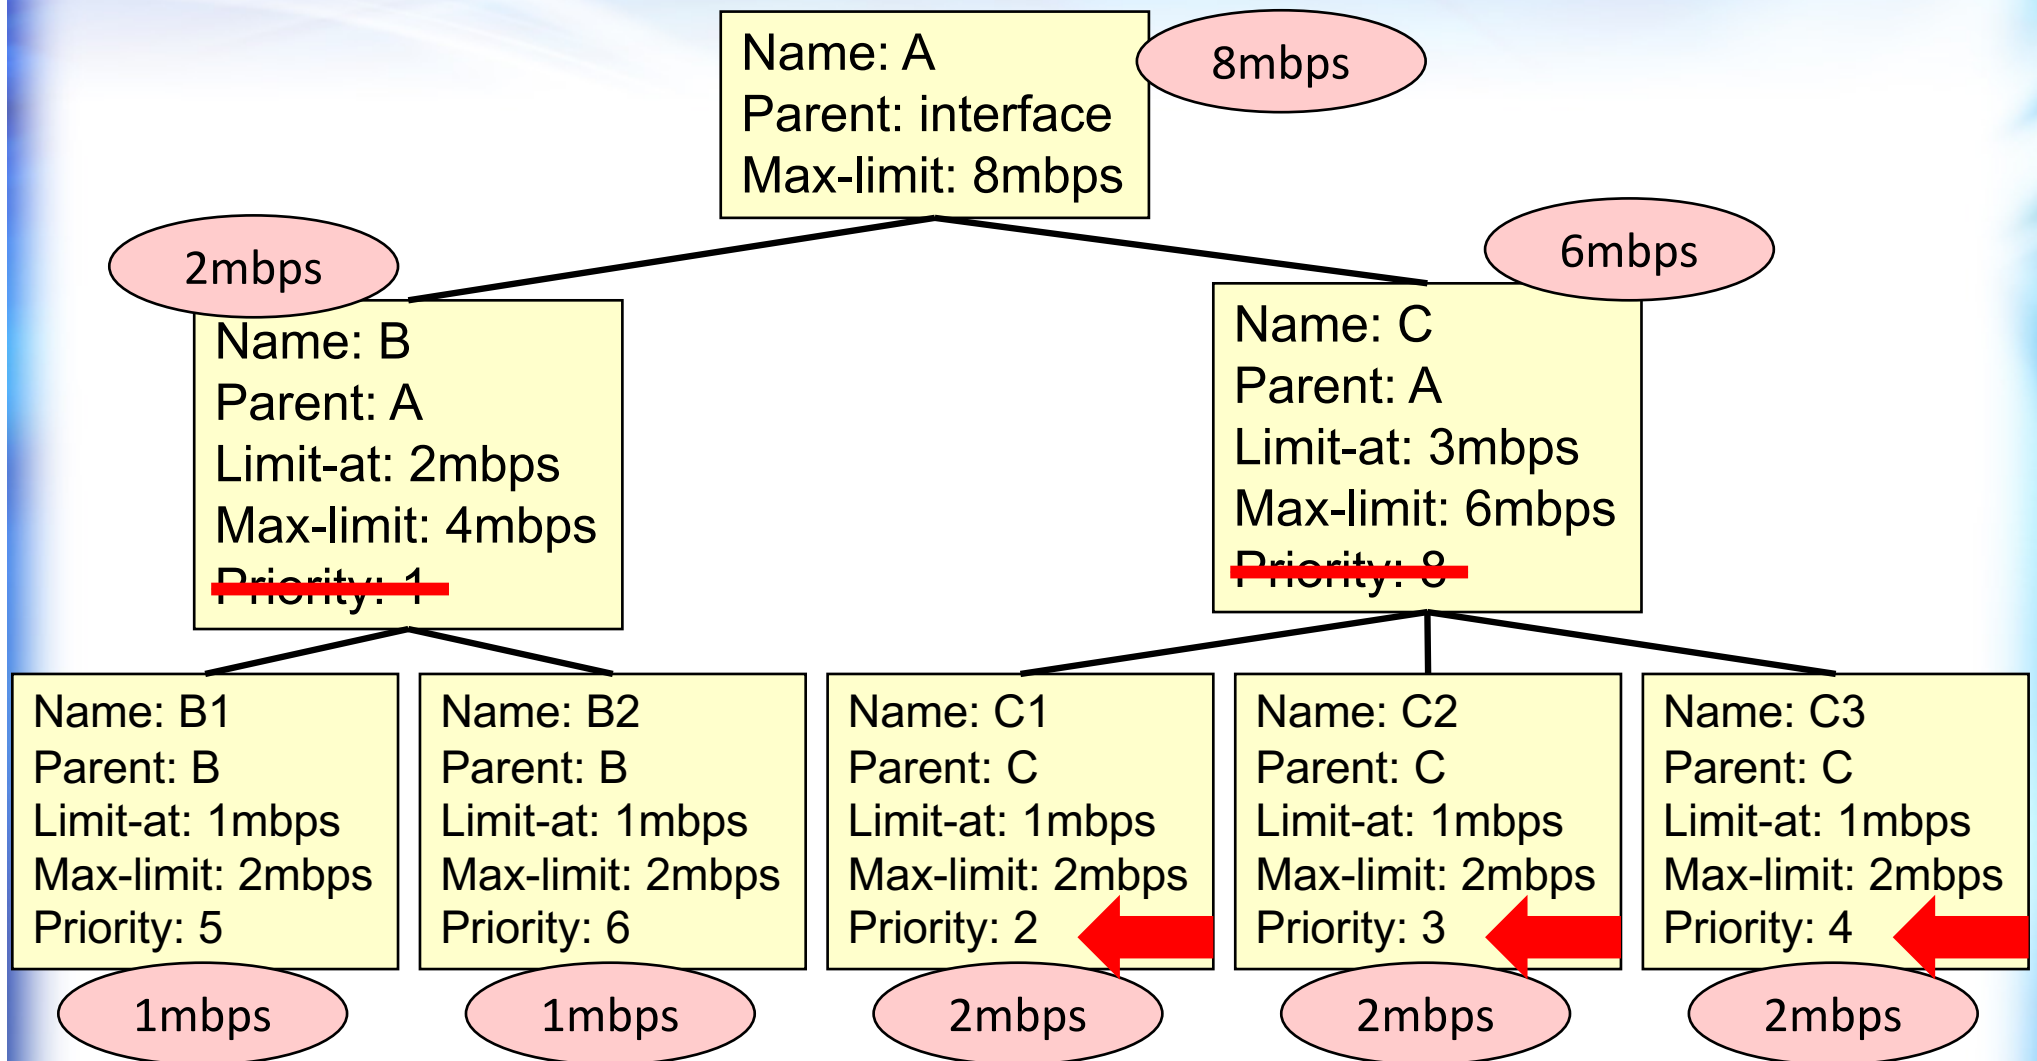 Name: A
Parent: interface
Max-limit: 8mbps
8mbps
2mbps
Name: B
Parent: A
Limit-at: 2mbps
Max-limit: 4mbps
Priority: 1
6mbps
Name: C
Parent: A
Limit-at: 3mbps
Max-limit: 6mbps
Priority: 8
Name: B1
Parent: B
Limit-at: 1mbps
Max-limit: 2mbps
Priority: 5
1mbps
Name: B2
Parent: B
Limit-at: 1mbps
Max-limit: 2mbps
Priority: 6
1mbps
Name: C1
Parent: C
Limit-at: 1mbps
Max-limit: 2mbps
Priority: 2
2mbps
Name: C2
Parent: C
Limit-at: 1mbps
Max-limit: 2mbps
Priority: 3
2mbps
Name: C3
Parent: C
Limit-at: 1mbps
Max-limit: 2mbps
Priority: 4
2mbps